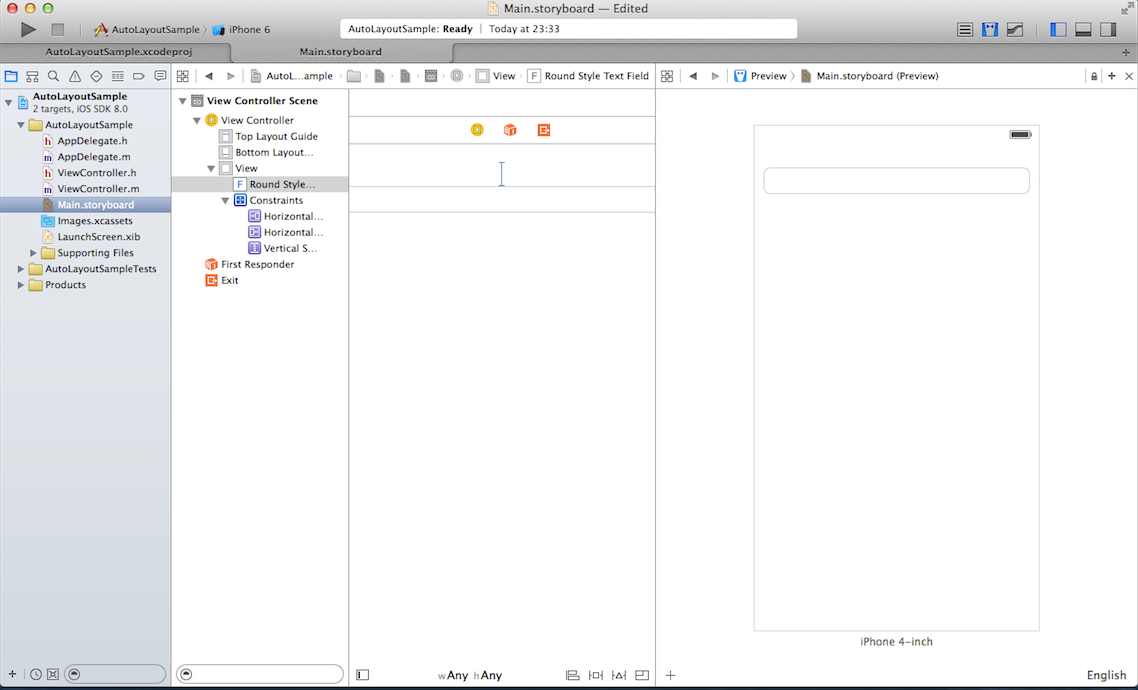 Main.storyboard — Edited
AutoLayoutSample
iPhone 6
AutoLayoutSample: Ready
Today at 23:33
AutoLayoutSample.xcodeproj
Main.storyboard
AutoL...ample
View
F
Round Style Text Field
Preview
Main.storyboard (Preview)
AutoLayoutSample
2 targets, iOS SDK 8.0
AutoLayoutSample
h AppDelegate.h
m AppDelegate.m
h ViewController.h
m ViewController.m
Main.storyboard
Images.xcassets
LaunchScreen.xib
Supporting Files
AutoLayoutSampleTests
Products
View Controller Scene
View Controller
Top Layout Guide
Bottom Layout...
View
F Round Style...
Constraints
Horizontal...
Horizontal...
Vertical S...
First Responder
Exit
iPhone 4-inch
wAny hAny
English